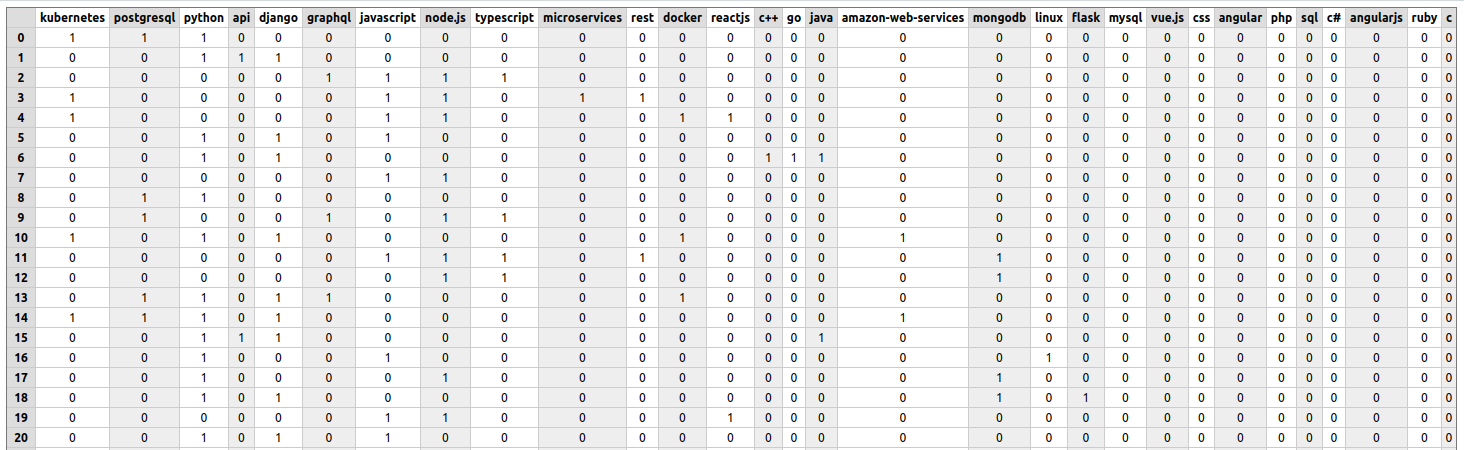 kubernetes postgresql python api django graphql javascript node.js typescript microservices rest docker reactjs c++ go java amazon-web-services mongodb linux flask mysql vue.js css angular php sql c# angularjs ruby c
0 1 1 1 0 0 0 0 0 0 0 0 0 0 0 0 0 0 0 0 0 0 0 0 0 0 0 0 0 0 0
1 0 0 1 1 1 0 0 0 0 0 0 0 0 0 0 0 0 0 0 0 0 0 0 0 0 0 0 0 0 0
2 0 0 0 0 0 1 1 1 1 0 0 0 0 0 0 0 0 0 0 0 0 0 0 0 0 0 0 0 0 0
3 1 0 0 0 0 0 1 1 0 1 1 0 0 0 0 0 0 0 0 0 0 0 0 0 0 0 0 0 0 0
4 1 0 0 0 0 0 1 1 0 0 0 1 1 0 0 0 0 0 0 0 0 0 0 0 0 0 0 0 0 0
5 0 0 1 0 1 0 1 0 0 0 0 0 0 0 0 0 0 0 0 0 0 0 0 0 0 0 0 0 0 0
6 0 0 1 0 1 0 0 0 0 0 0 0 0 1 1 1 0 0 0 0 0 0 0 0 0 0 0 0 0 0
7 0 0 0 0 0 0 1 1 0 0 0 0 0 0 0 0 0 0 0 0 0 0 0 0 0 0 0 0 0 0
8 0 1 1 0 0 0 0 0 0 0 0 0 0 0 0 0 0 0 0 0 0 0 0 0 0 0 0 0 0 0
9 0 1 0 0 0 1 0 1 1 0 0 0 0 0 0 0 0 0 0 0 0 0 0 0 0 0 0 0 0 0
10 1 0 1 0 1 0 0 0 0 0 0 1 0 0 0 0 1 0 0 0 0 0 0 0 0 0 0 0 0 0
11 0 0 0 0 0 0 1 1 1 0 1 0 0 0 0 0 0 1 0 0 0 0 0 0 0 0 0 0 0 0
12 0 0 0 0 0 0 0 1 1 0 0 0 0 0 0 0 0 1 0 0 0 0 0 0 0 0 0 0 0 0
13 0 1 1 0 1 1 0 0 0 0 0 1 0 0 0 0 0 0 0 0 0 0 0 0 0 0 0 0 0 0
14 1 1 1 0 1 0 0 0 0 0 0 0 0 0 0 0 1 0 0 0 0 0 0 0 0 0 0 0 0 0
15 0 0 1 1 1 0 0 0 0 0 0 0 0 0 0 1 0 0 0 0 0 0 0 0 0 0 0 0 0 0
16 0 0 1 0 0 0 1 0 0 0 0 0 0 0 0 0 0 0 1 0 0 0 0 0 0 0 0 0 0 0
17 0 0 1 0 0 0 0 1 0 0 0 0 0 0 0 0 0 1 0 0 0 0 0 0 0 0 0 0 0 0
18 0 0 1 0 1 0 0 0 0 0 0 0 0 0 0 0 0 1 0 1 0 0 0 0 0 0 0 0 0 0
19 0 0 0 0 0 0 1 1 0 0 0 0 1 0 0 0 0 0 0 0 0 0 0 0 0 0 0 0 0 0
20 0 0 1 0 1 0 1 0 0 0 0 0 0 0 0 0 0 0 0 0 0 0 0 0 0 0 0 0 0 0